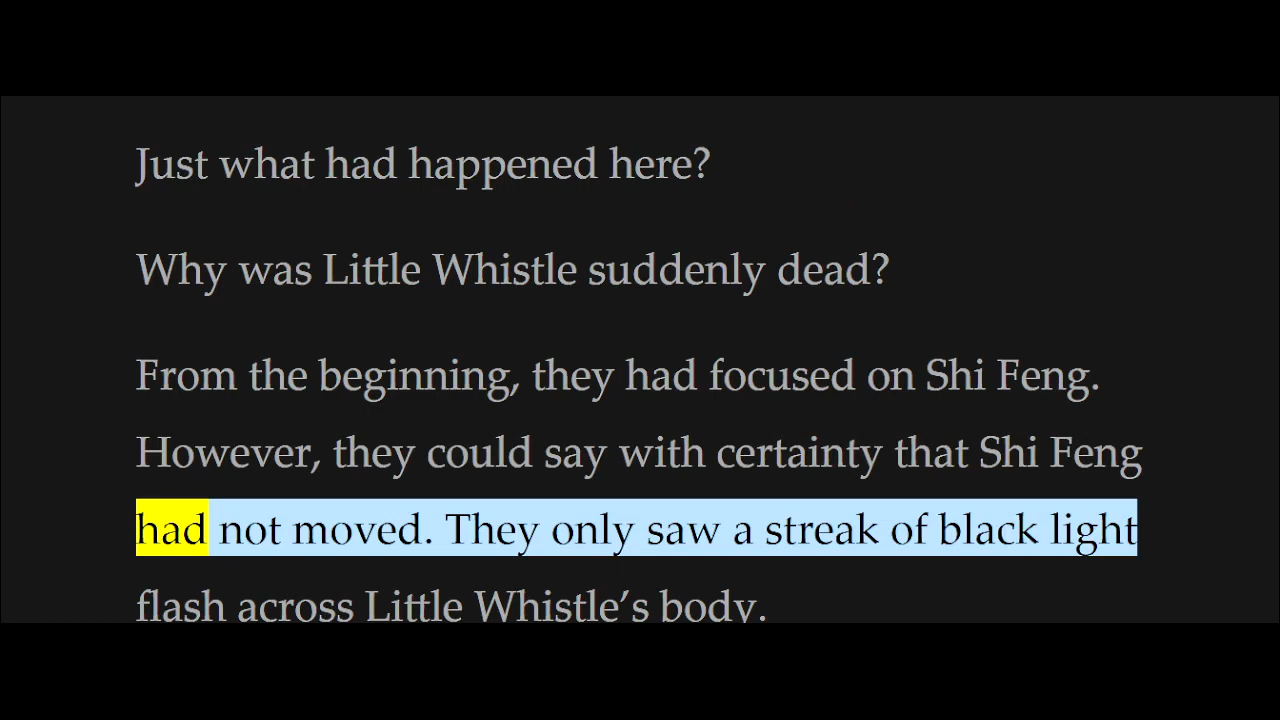 Just what had happened here?
Why was Little Whistle suddenly dead?
From the beginning, they had focused on Shi Feng.
However, they could say with certainty that Shi Feng
had not moved. They only saw a streak of black light
flash across Little Whistle’s body.